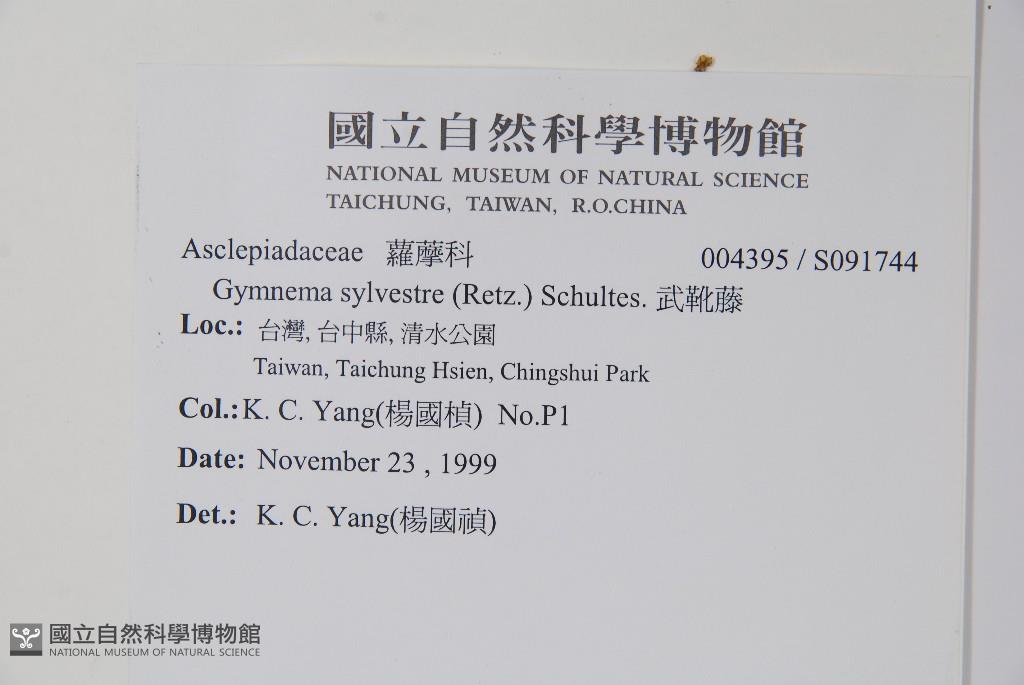 國立自然科學博物館
NATIONAL MUSEUM OF NATURAL SCIENCE
TAICHUNG, TAIWAN, R.O.CHINA
Asclepiadaceae 蘿藦科 004395 / S091744
Gymnema sylvestre (Retz.) Schultes. 武靴藤
Loc.: 台灣, 台中縣, 清水公園
Taiwan, Taichung Hsien, Chingshui Park
Col.:K. C. Yang(楊國楨) No.P1
Date: November 23 , 1999
Det.: K. C. Yang(楊國禎)
國立自然科學博物館
NATIONAL MUSEUM OF NATURAL SCIENCE